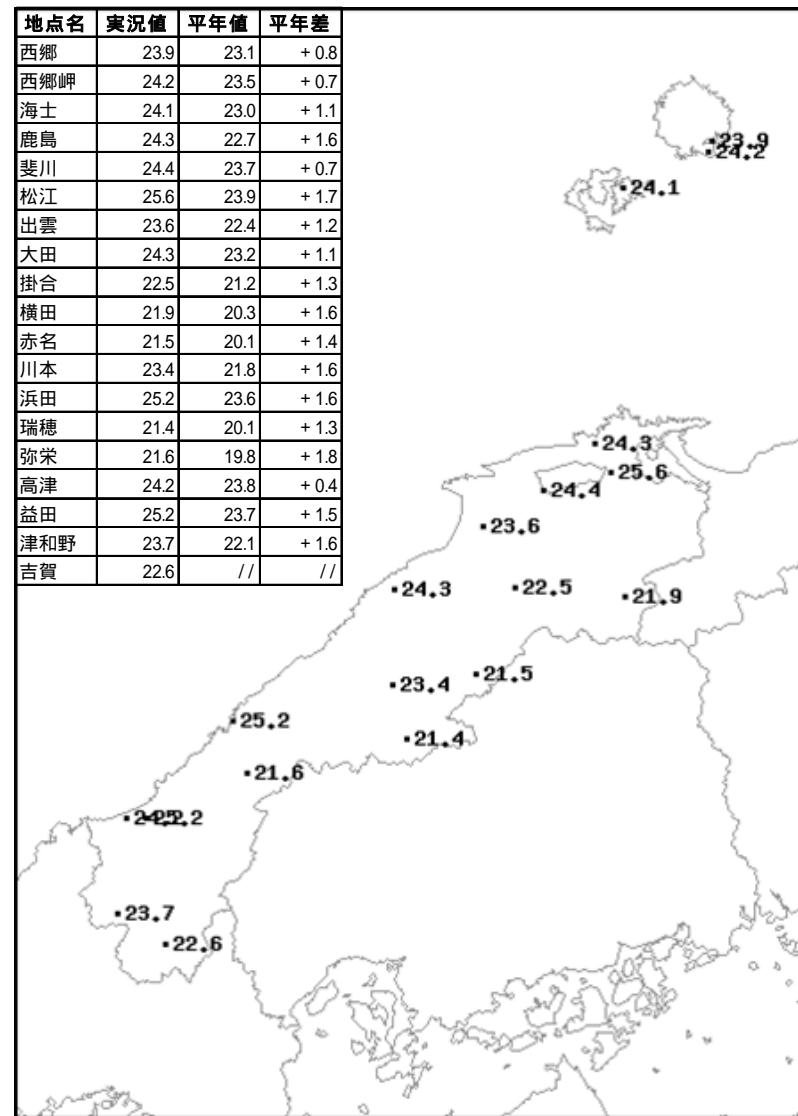 地点名 実況値 平年値 平年差
西郷 23.9 23.1 + 0.8
西郷岬 24.2 23.5 + 0.7
海士 24.1 23.0 + 1.1
鹿島 24.3 22.7 + 1.6
斐川 24.4 23.7 + 0.7
松江 25.6 23.9 + 1.7
出雲 23.6 22.4 + 1.2
大田 24.3 23.2 + 1.1
掛合 22.5 21.2 + 1.3
横田 21.9 20.3 + 1.6
赤名 21.5 20.1 + 1.4
川本 23.4 21.8 + 1.6
浜田 25.2 23.6 + 1.6
瑞穂 21.4 20.1 + 1.3
弥栄 21.6 19.8 + 1.8
高津 24.2 23.8 + 0.4
益田 25.2 23.7 + 1.5
津和野 23.7 22.1 + 1.6
吉賀 22.6 // //
23.9
24.2
24.1
24.3
25.6
24.4
23.6
24.3
22.5
21.9
21.5
23.4
25.2
21.4
21.6
24.2
25.2
23.7
22.6